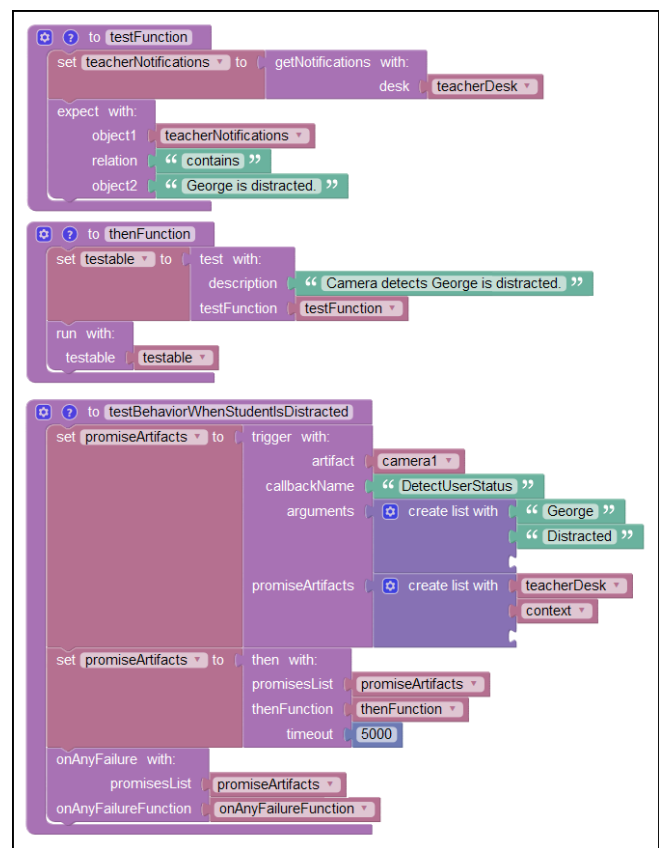 to testFunction
set teacherNotifications to getNotifications with:
desk teacherDesk
expect with:
object1 teacherNotifications
relation “ contains ”
object2 “ George is distracted. ”
to thenFunction
set testable to test with:
description “ Camera detects George is distracted. ”
testFunction testFunction
run with:
testable testable
to testBehaviorWhenStudentIsDistracted
set promiseArtifacts to trigger with:
artifact camera1
callbackName “ DetectUserStatus ”
arguments create list with “ George ”
“ Distracted ”
promiseArtifacts create list with teacherDesk
context
set promiseArtifacts to then with:
promisesList promiseArtifacts
thenFunction thenFunction
timeout 5000
onAnyFailure with:
promisesList promiseArtifacts
onAnyFailureFunction onAnyFailureFunction